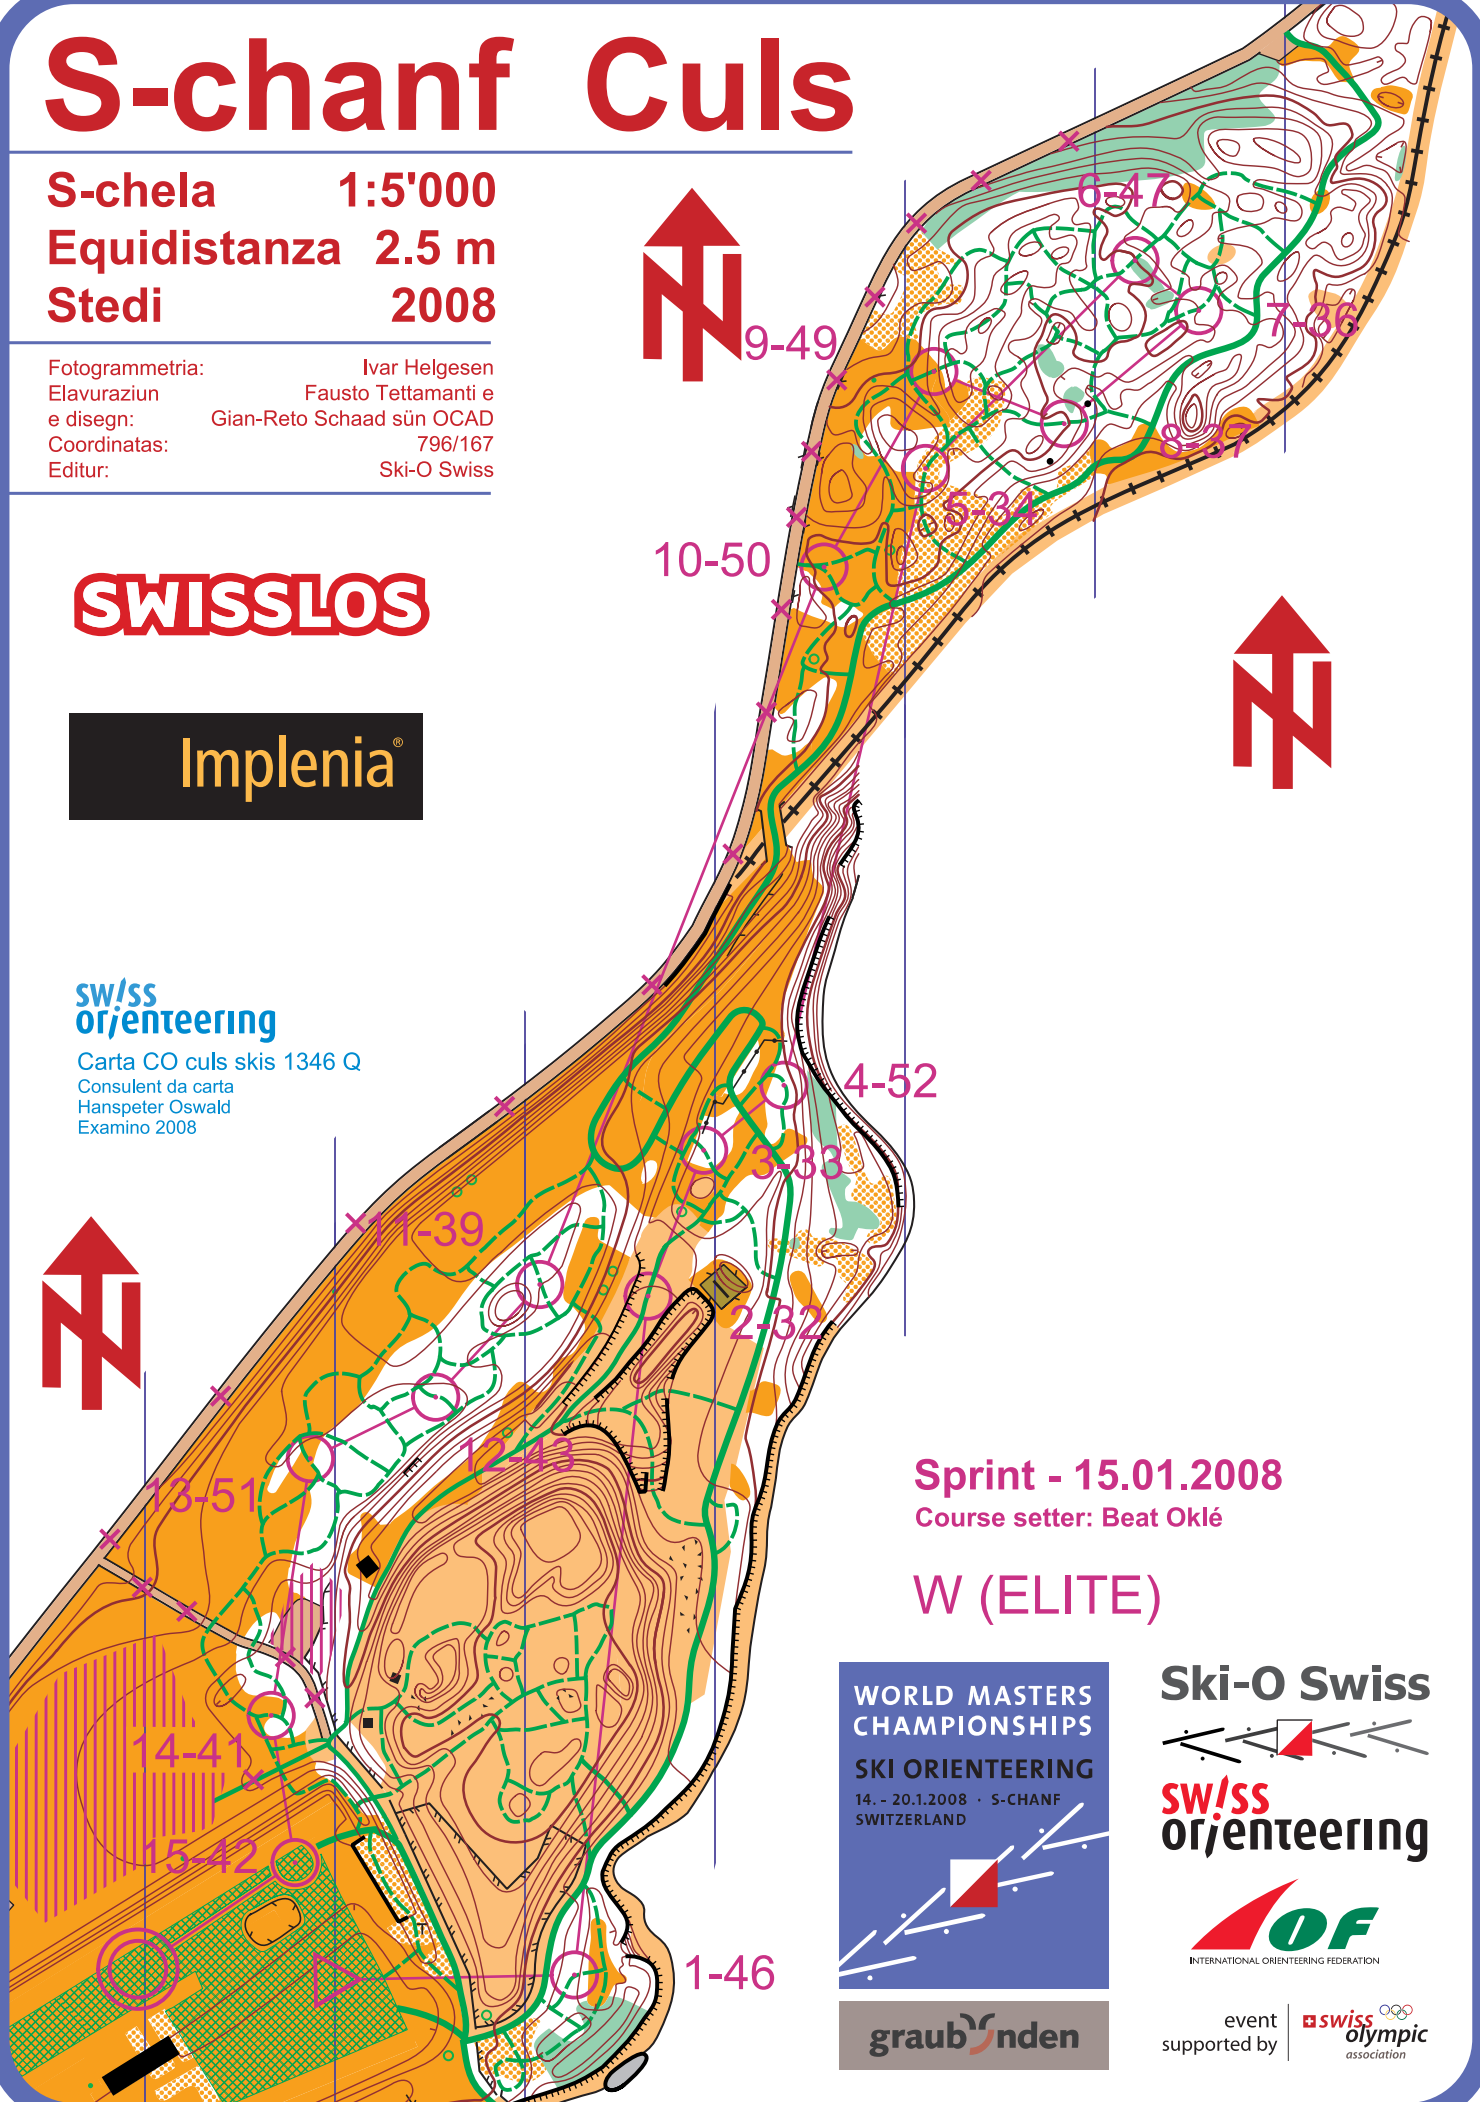 S-chanf Culs
S-chela 1:5'000
Equidistanza 2.5 m
Stedi 2008
Fotogrammetria: Ivar Helgesen
Elavuraziun Fausto Tettamanti e
e disegn: Gian-Reto Schaad sün OCAD
Coordinatas: 796/167
Editur: Ski-O Swiss
SWISSLOS
Implenia®
swiss
orienteering
Carta CO culs skis 1346 Q
Consulent da carta
Hanspeter Oswald
Examino 2008
N
N
N
6-47
7-36
9-49
8-37
5-34
10-50
4-52
3-33
11-39
2-32
12-43
13-51
14-41
15-42
1-46
Sprint - 15.01.2008
Course setter: Beat Oklé
W (ELITE)
WORLD MASTERS
CHAMPIONSHIPS
SKI ORIENTEERING
14. - 20.1.2008 · S-CHANF
SWITZERLAND
graubünden
Ski-O Swiss
swiss
orienteering
IOF
INTERNATIONAL ORIENTEERING FEDERATION
event
supported by
swiss
olympic
association